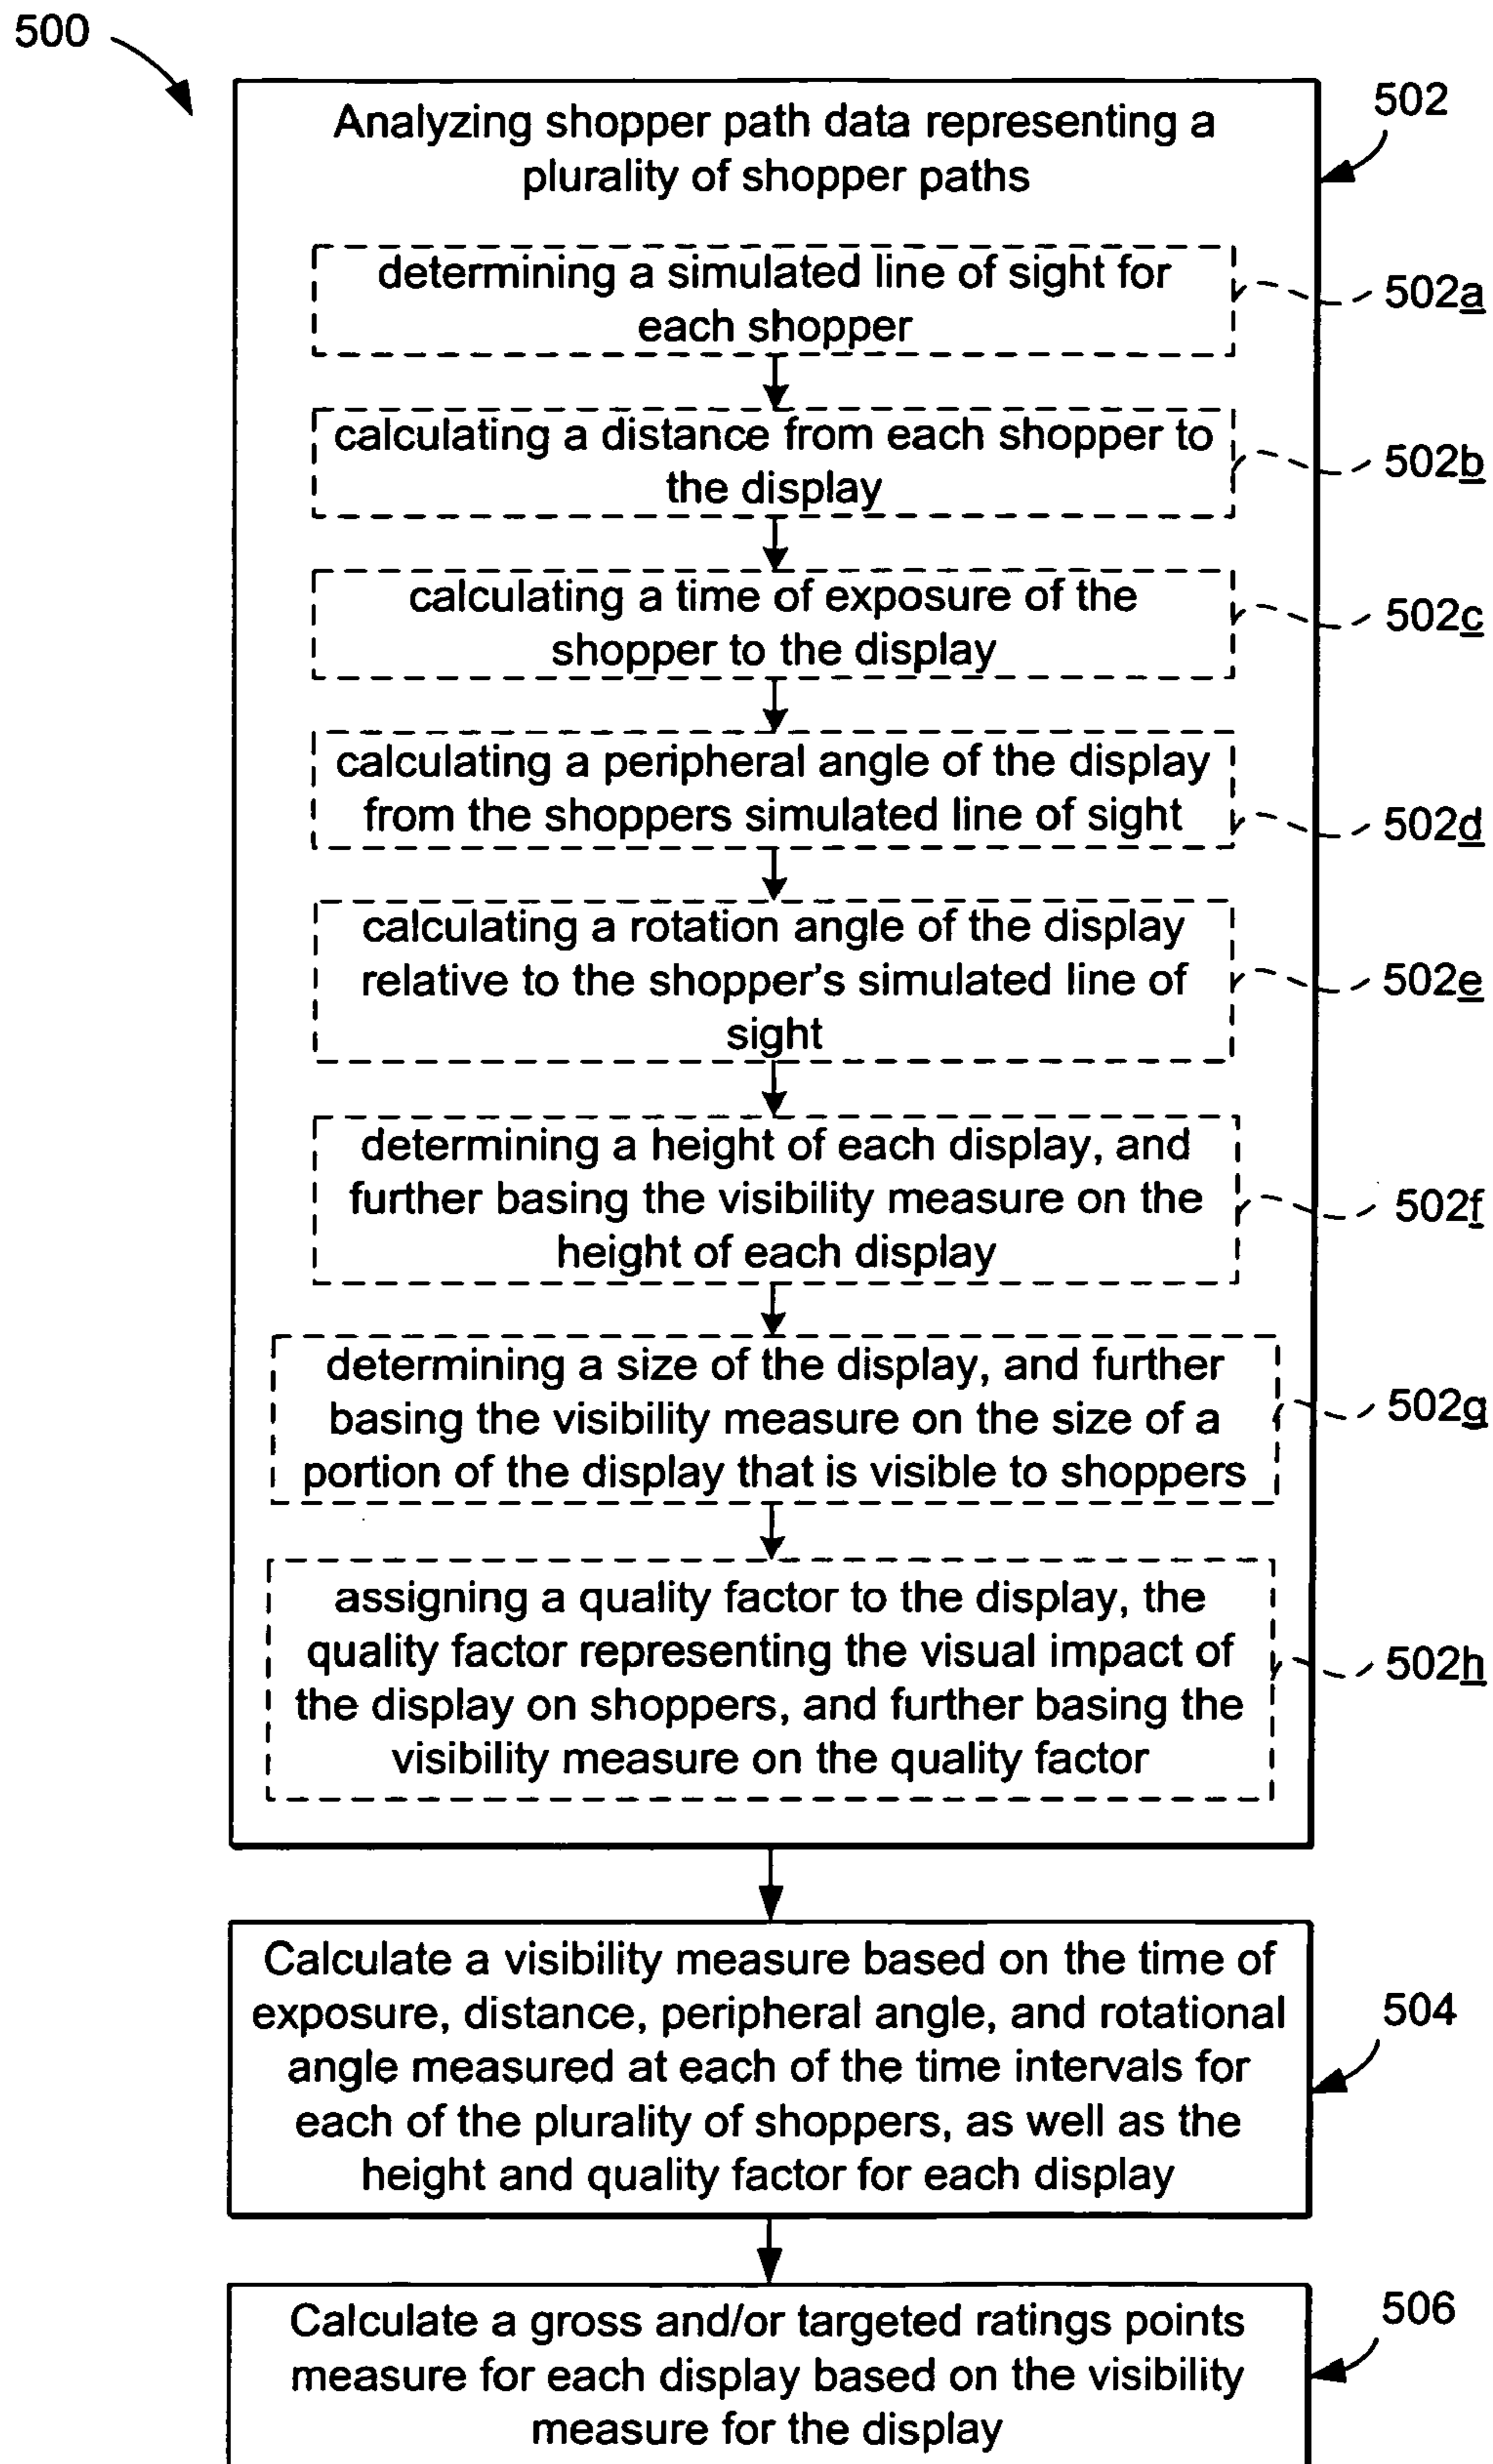 500
502
Analyzing shopper path data representing a
plurality of shopper paths
determining a simulated line of sight for
each shopper
502a
calculating a distance from each shopper to
the display
502b
calculating a time of exposure of the
shopper to the display
502c
calculating a peripheral angle of the display
from the shoppers simulated line of sight
502d
calculating a rotation angle of the display
relative to the shopper's simulated line of
sight
502e
determining a height of each display, and
further basing the visibility measure on the
height of each display
502f
determining a size of the display, and further
basing the visibility measure on the size of a
portion of the display that is visible to shoppers
502g
assigning a quality factor to the display, the
quality factor representing the visual impact of
the display on shoppers, and further basing the
visibility measure on the quality factor
502h
Calculate a visibility measure based on the time of
exposure, distance, peripheral angle, and rotational
angle measured at each of the time intervals for
each of the plurality of shoppers, as well as the
height and quality factor for each display
504
Calculate a gross and/or targeted ratings points
measure for each display based on the visibility
measure for the display
506